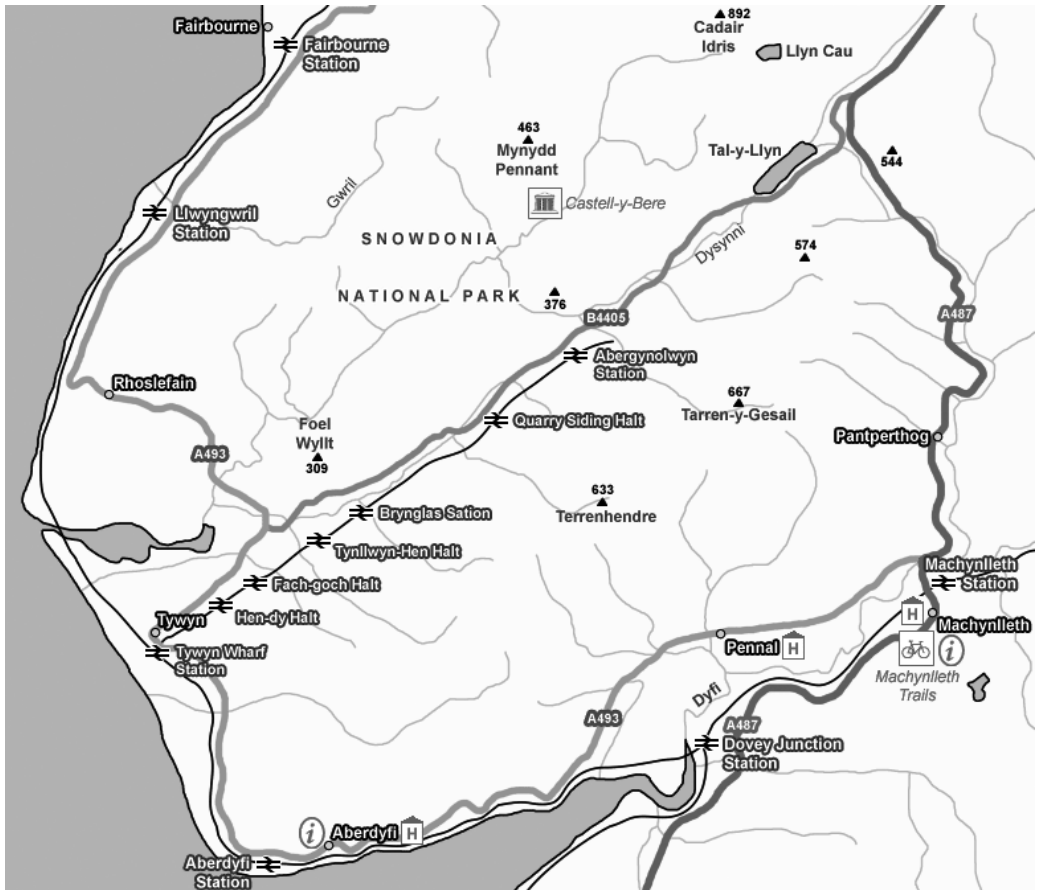 892
Fairbourne
Cadair
Idris
Fairbourne
Station
Llyn Cau
463
Mynydd
Pennant
Tal-y-Llyn
544
Gwril
Castell-y-Bere
Llwyngwril
Station
SNOWDONIA
Dysynni
574
NATIONAL PARK
376
B4405
A487
Abergynolwyn
Station
Rhoslefain
667
Tarren-y-Gesail
Foel
Wyllt
309
Quarry Siding Halt
Pantperthog
A493
633
Terrenhendre
Brynglas Sation
Tynllwyn-Hen Halt
Machynlleth
Station
Fach-goch Halt
Hen-dy Halt
Tywyn
H
Machynlleth
Pennal
H
i
Tywyn Wharf
Station
Machynlleth
Trails
Dyfi
A493
A487
Dovey Junction
Station
i
Aberdyfi
H
Aberdyfi
Station